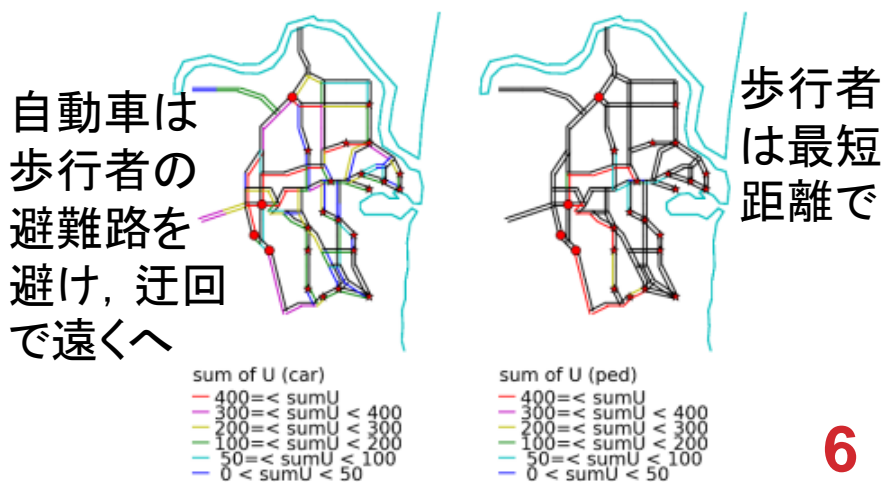 自動車は
歩行者の
避難路を
避け，迂回
で遠くへ
歩行者
は最短
距離で
sum of U (car)
400=< sumU
300=< sumU < 400
200=< sumU < 300
100=< sumU < 200
50=< sumU < 100
0 < sumU < 50
sum of U (ped)
400=< sumU
300=< sumU < 400
200=< sumU < 300
100=< sumU < 200
50=< sumU < 100
0 < sumU < 50
6